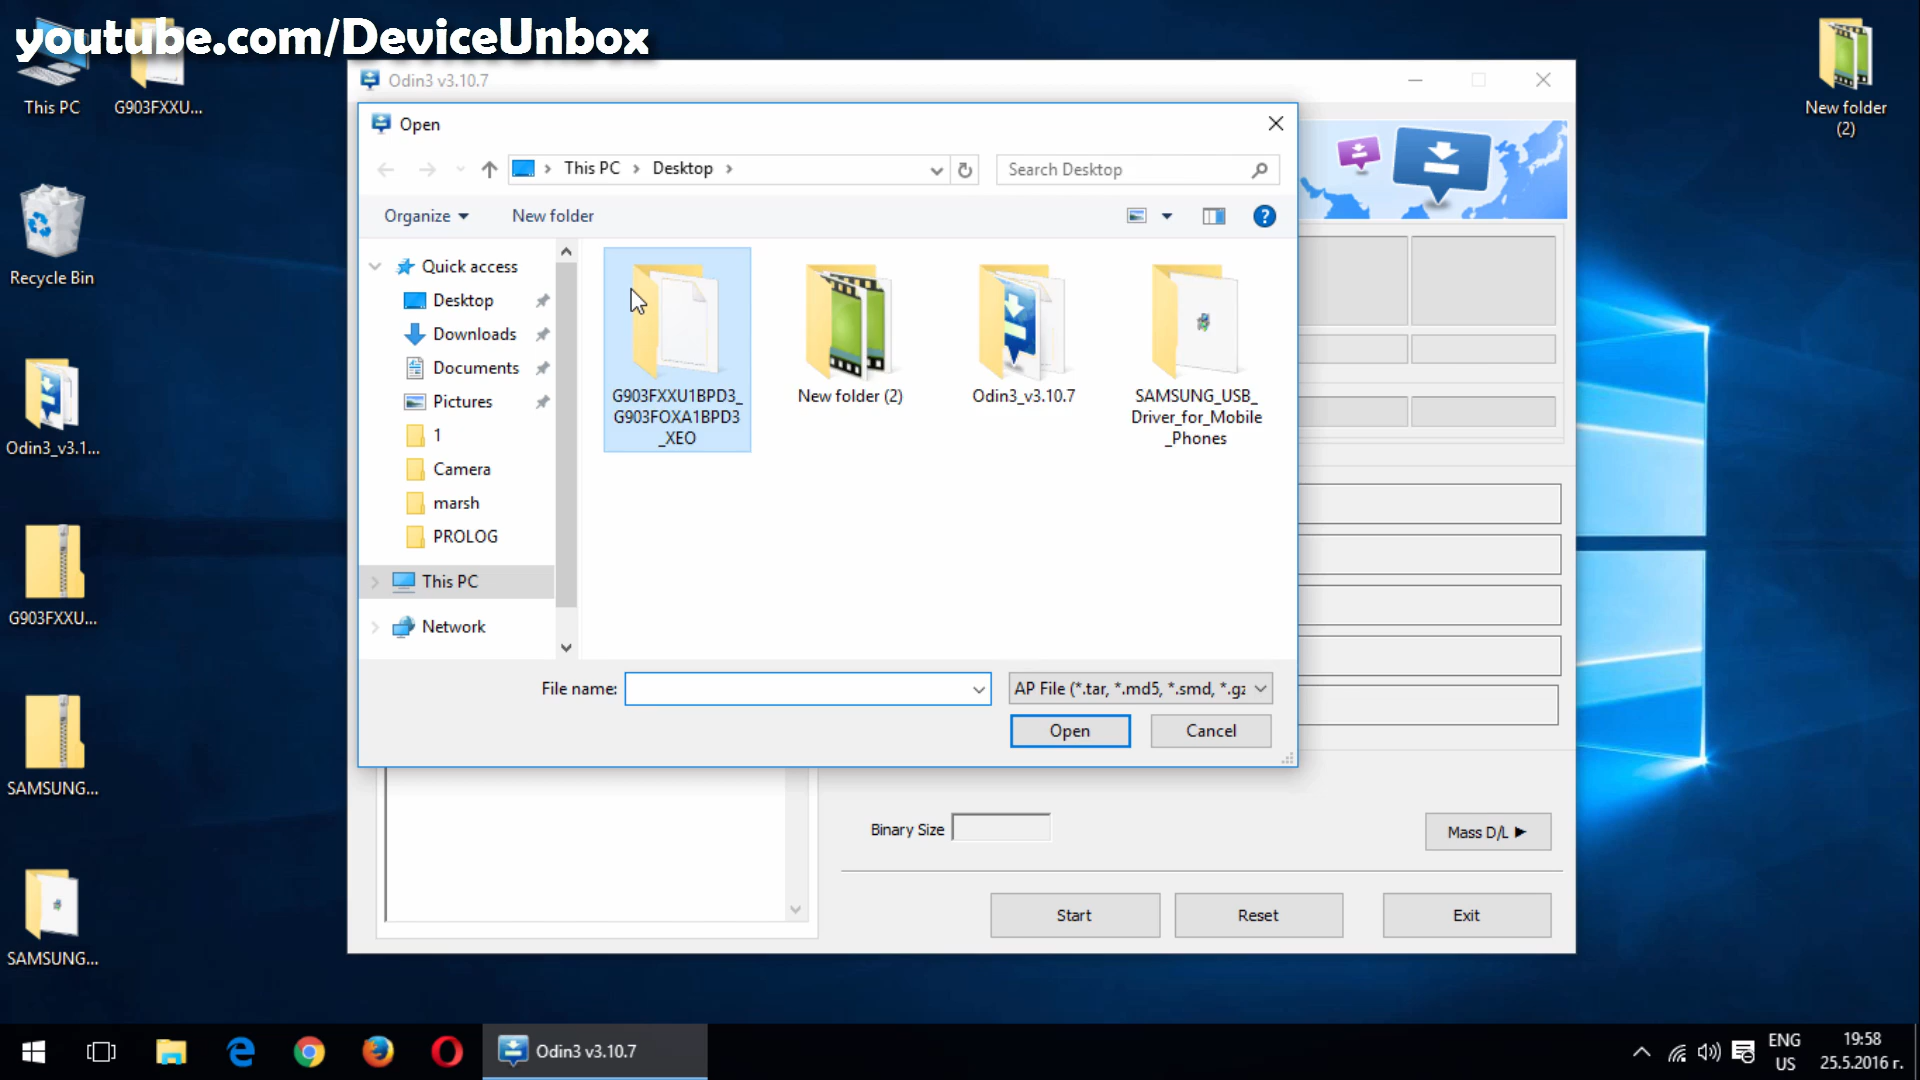 youtube.com/DeviceUnbox
This PC
G903FXXU...
Recycle Bin
Odin3_v3.1...
G903FXXU...
SAMSUNG...
SAMSUNG...
New folder
(2)
Odin3 v3.10.7
Open
This PC
Desktop
Search Desktop
Organize
New folder
?
Quick access
Desktop
Downloads
Documents
Pictures
1
Camera
marsh
PROLOG
This PC
Network
G903FXXU1BPD3_
G903FOXA1BPD3
_XEO
New folder (2)
Odin3_v3.10.7
SAMSUNG_USB_
Driver_for_Mobile
_Phones
File name:
AP File (*.tar, *.md5, *.smd, *.gz
Open
Cancel
Binary Size
Mass D/L ►
Start
Reset
Exit
Odin3 v3.10.7
ENG
US
19:58
25.5.2016 г.